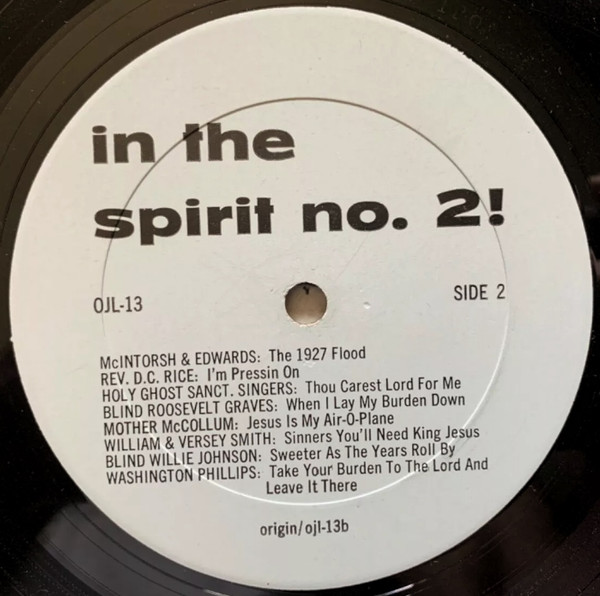 in the
spirit no. 2!
OJL-13
SIDE 2
McINTORSH & EDWARDS: The 1927 Flood
REV. D.C. RICE: I'm Pressin On
HOLY GHOST SANCT. SINGERS: Thou Carest Lord For Me
BLIND ROOSEVELT GRAVES: When I Lay My Burden Down
MOTHER McCOLLUM: Jesus Is My Air-O-Plane
WILLIAM & VERSEY SMITH: Sinners You'll Need King Jesus
BLIND WILLIE JOHNSON: Sweeter As The Years Roll By
WASHINGTON PHILLIPS: Take Your Burden To The Lord And
Leave It There
origin/ojl-13b